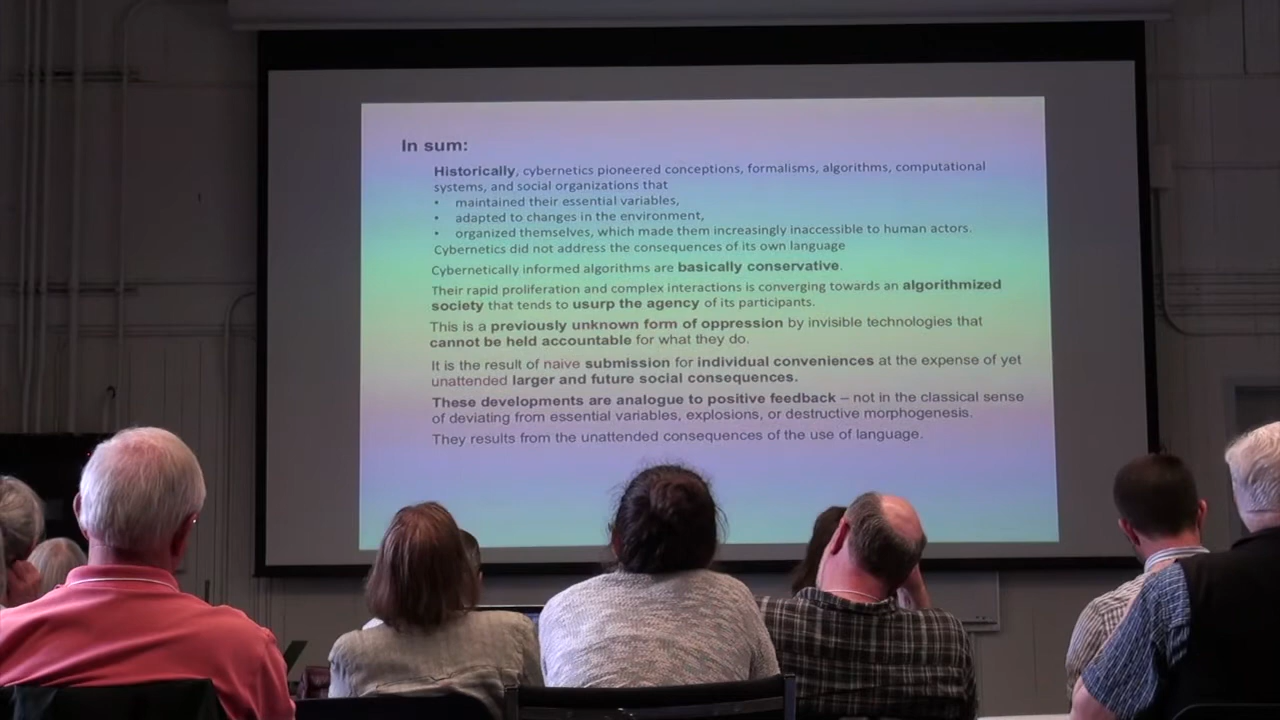 In sum:
Historically, cybernetics pioneered conceptions, formalisms, algorithms, computational
systems, and social organizations that
• maintained their essential variables,
• adapted to changes in the environment,
• organized themselves, which made them increasingly inaccessible to human actors.
Cybernetics did not address the consequences of its own language
Cybernetically informed algorithms are basically conservative.
Their rapid proliferation and complex interactions is converging towards an algorithmized
society that tends to usurp the agency of its participants.
This is a previously unknown form of oppression by invisible technologies that
cannot be held accountable for what they do.
It is the result of naive submission for individual conveniences at the expense of yet
unattended larger and future social consequences.
These developments are analogue to positive feedback – not in the classical sense
of deviating from essential variables, explosions, or destructive morphogenesis.
They results from the unattended consequences of the use of language.